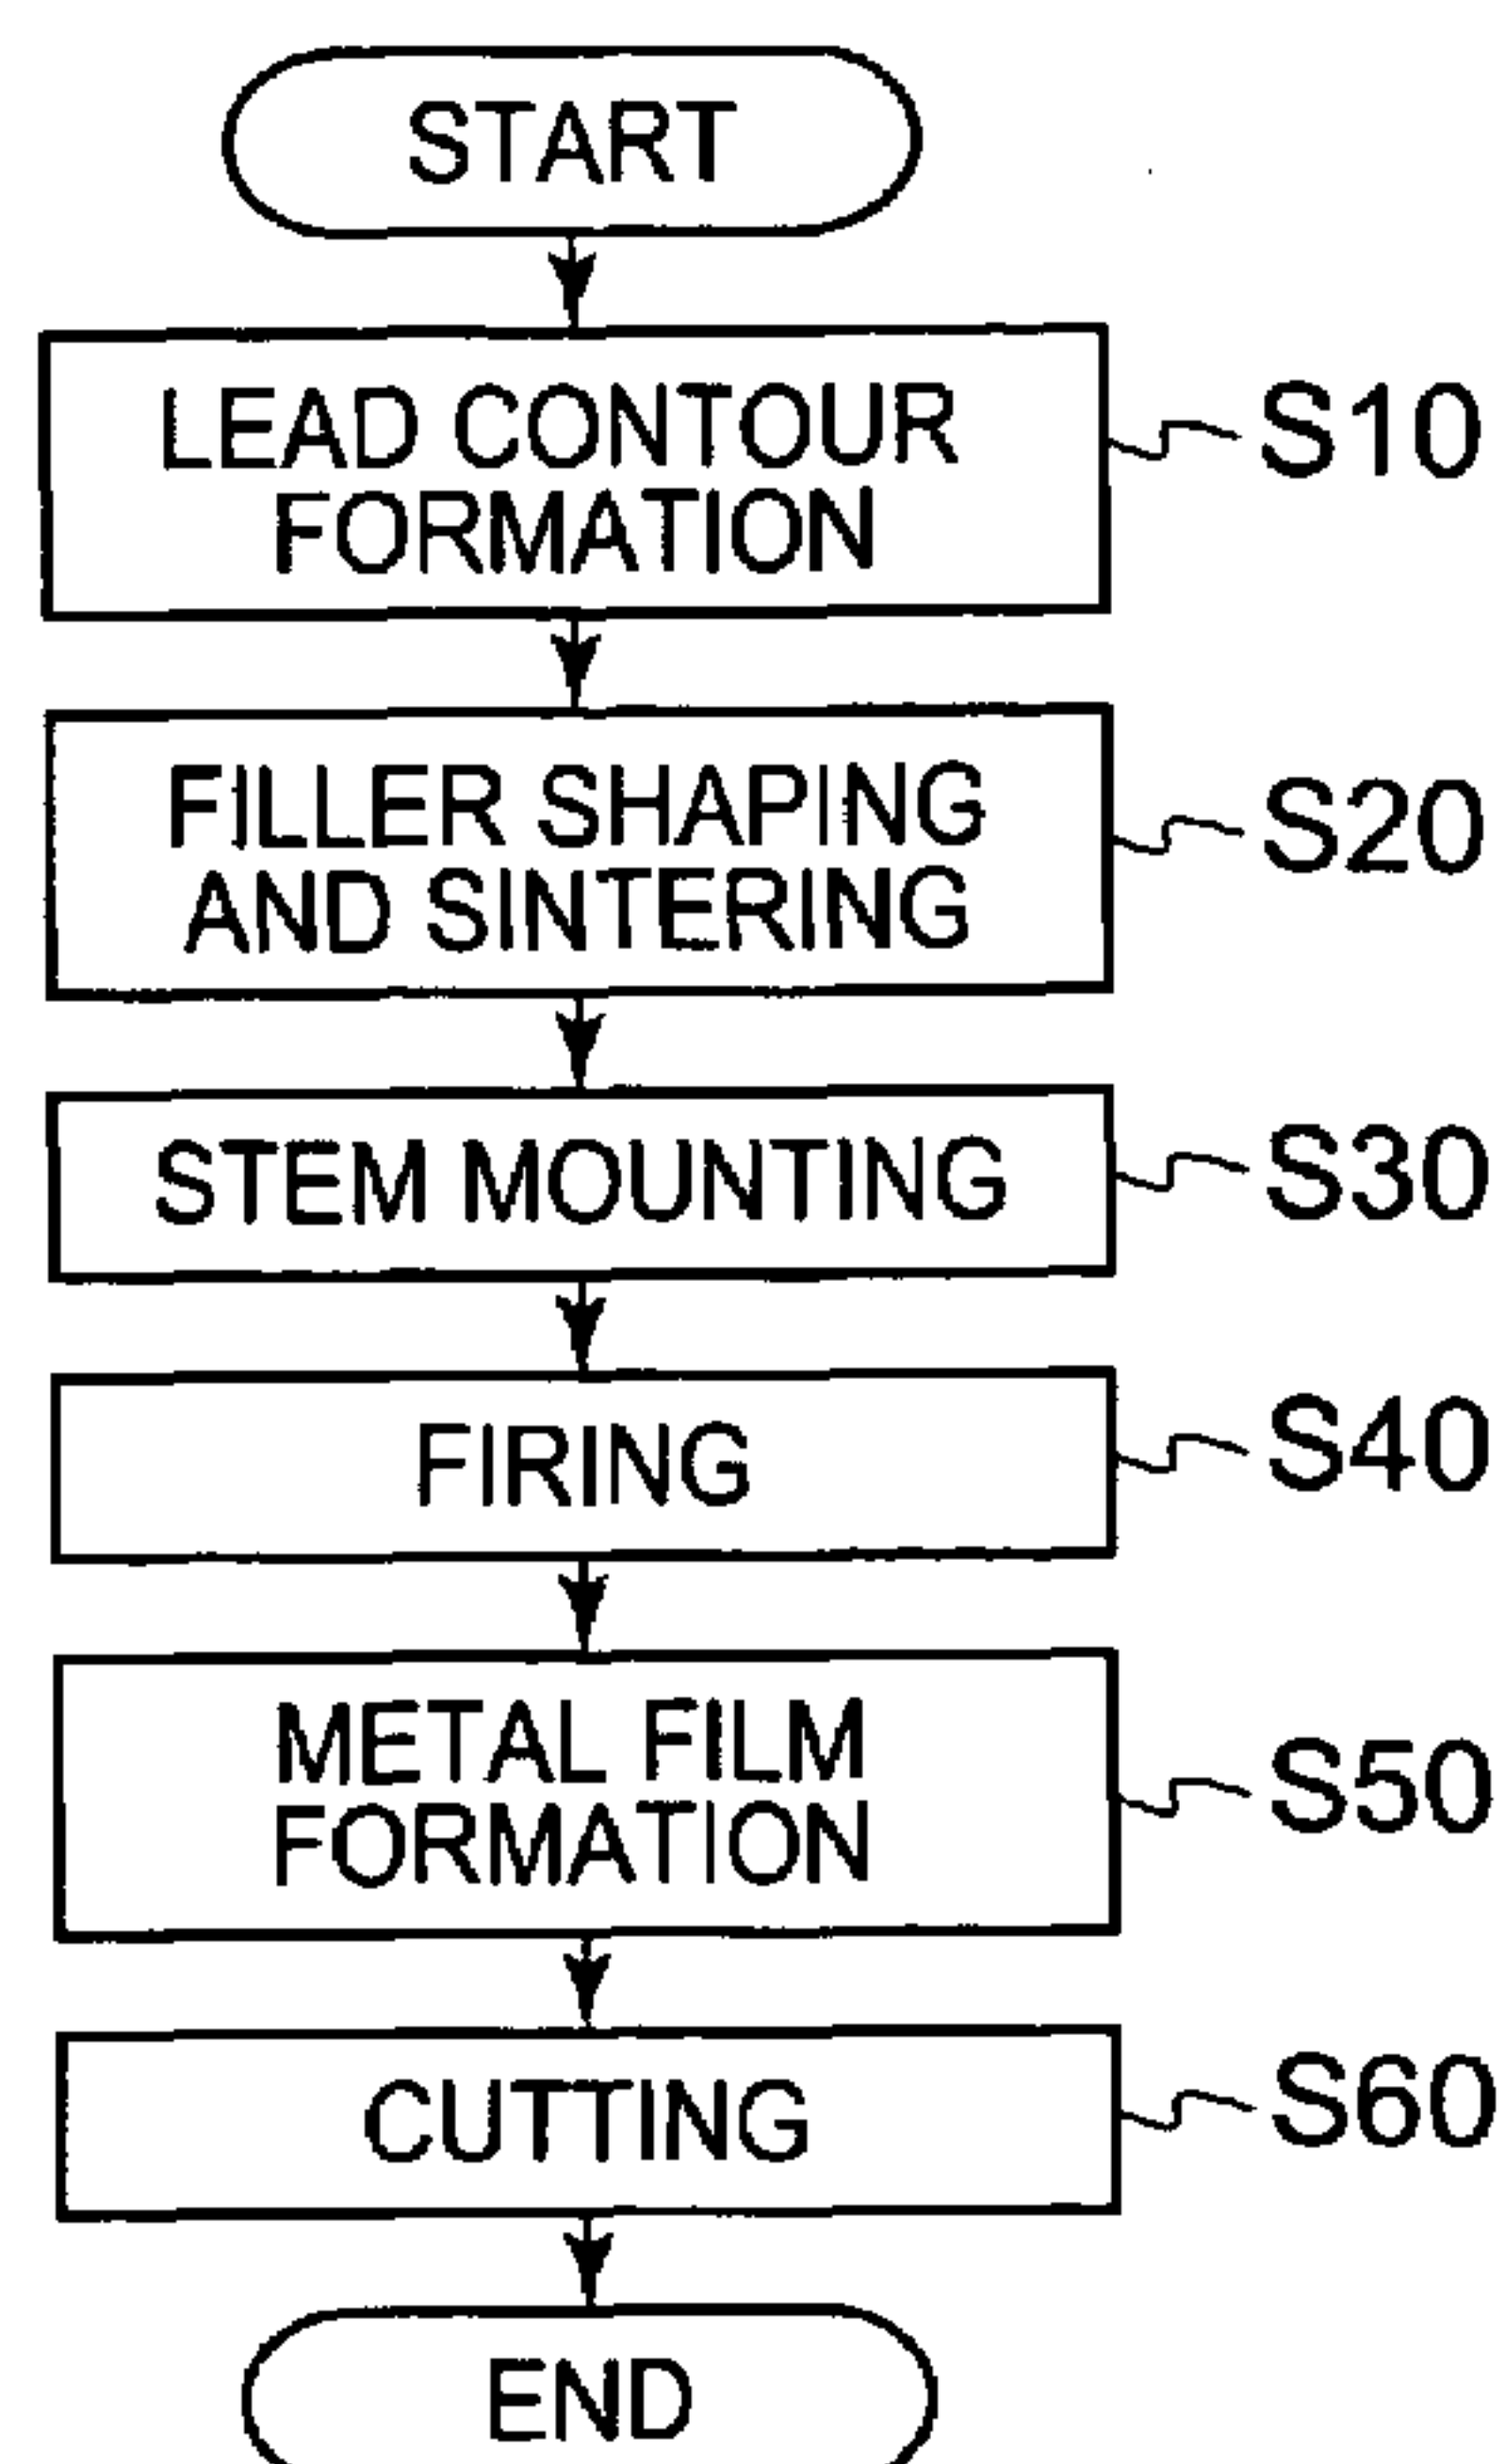 START
LEAD CONTOUR
FORMATION
S10
FILLER SHAPING
AND SINTERING
S20
STEM MOUNTING
S30
FIRING
S40
METAL FILM
FORMATION
S50
CUTTING
S60
END